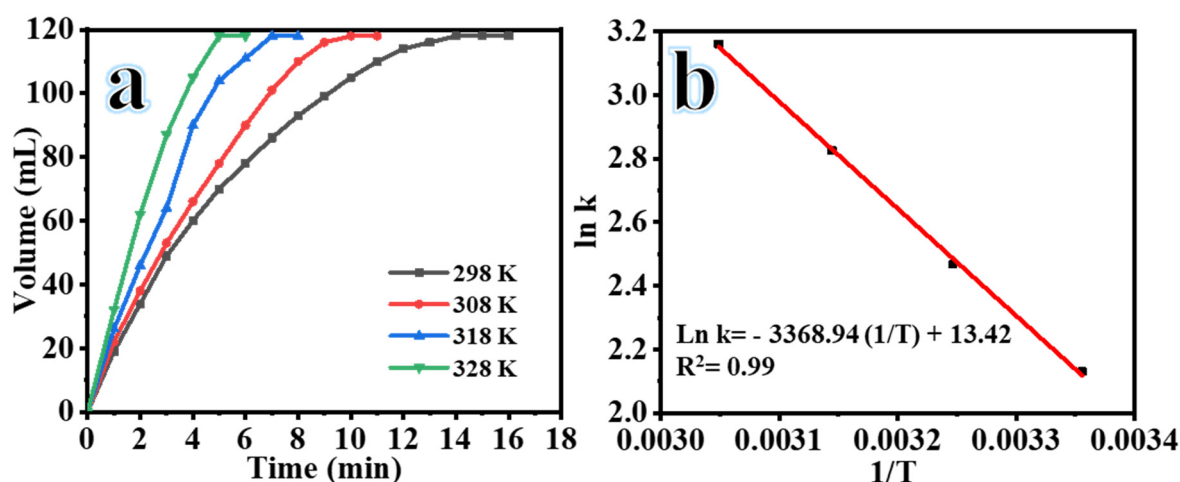 a
120
100
80
60
40
20
0
Volume (mL)
298 K
308 K
318 K
328 K
0 2 4 6 8 10 12 14 16 18
Time (min)
b
3.2
3.0
2.8
2.6
2.4
2.2
2.0
ln k
Ln k= - 3368.94 (1/T) + 13.42
R²= 0.99
0.0030 0.0031 0.0032 0.0033 0.0034
1/T